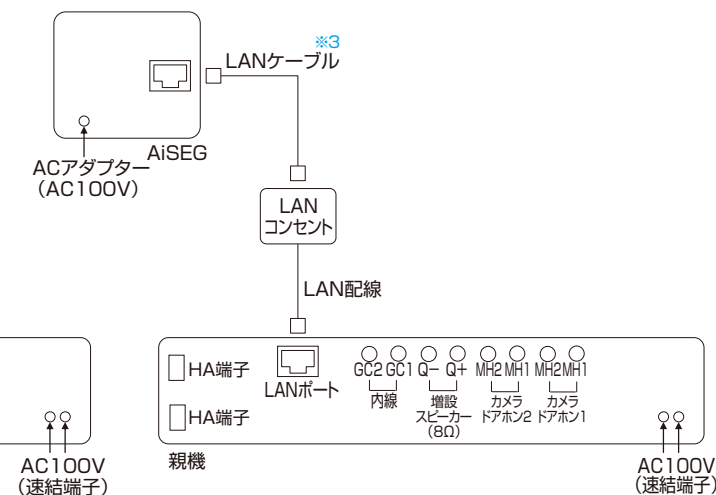 ※3
LANケーブル
AiSEG
ACアダプター
（AC100V）
LAN
コンセント
LAN配線
HA端子
LANポート
HA端子
GC2 GC1 Q− Q+ MH2 MH1 MH2 MH1
内線
増設
スピーカー
（8Ω）
カメラ
ドアホン2
カメラ
ドアホン1
親機
AC100V
（速結端子）
AC100V
（速結端子）